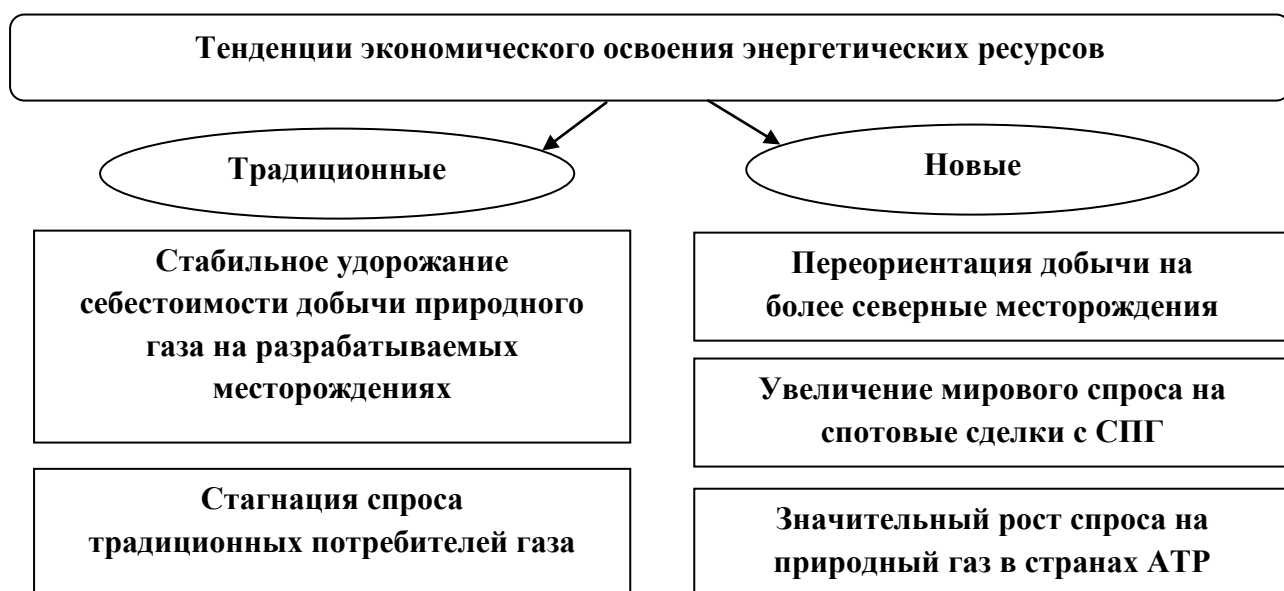 Тенденции экономического освоения энергетических ресурсов
Традиционные
Новые
Стабильное удорожание
себестоимости добычи природного
газа на разрабатываемых
месторождениях
Стагнация спроса
традиционных потребителей газа
Переориентация добычи на
более северные месторождения
Увеличение мирового спроса на
спотовые сделки с СПГ
Значительный рост спроса на
природный газ в странах АТР